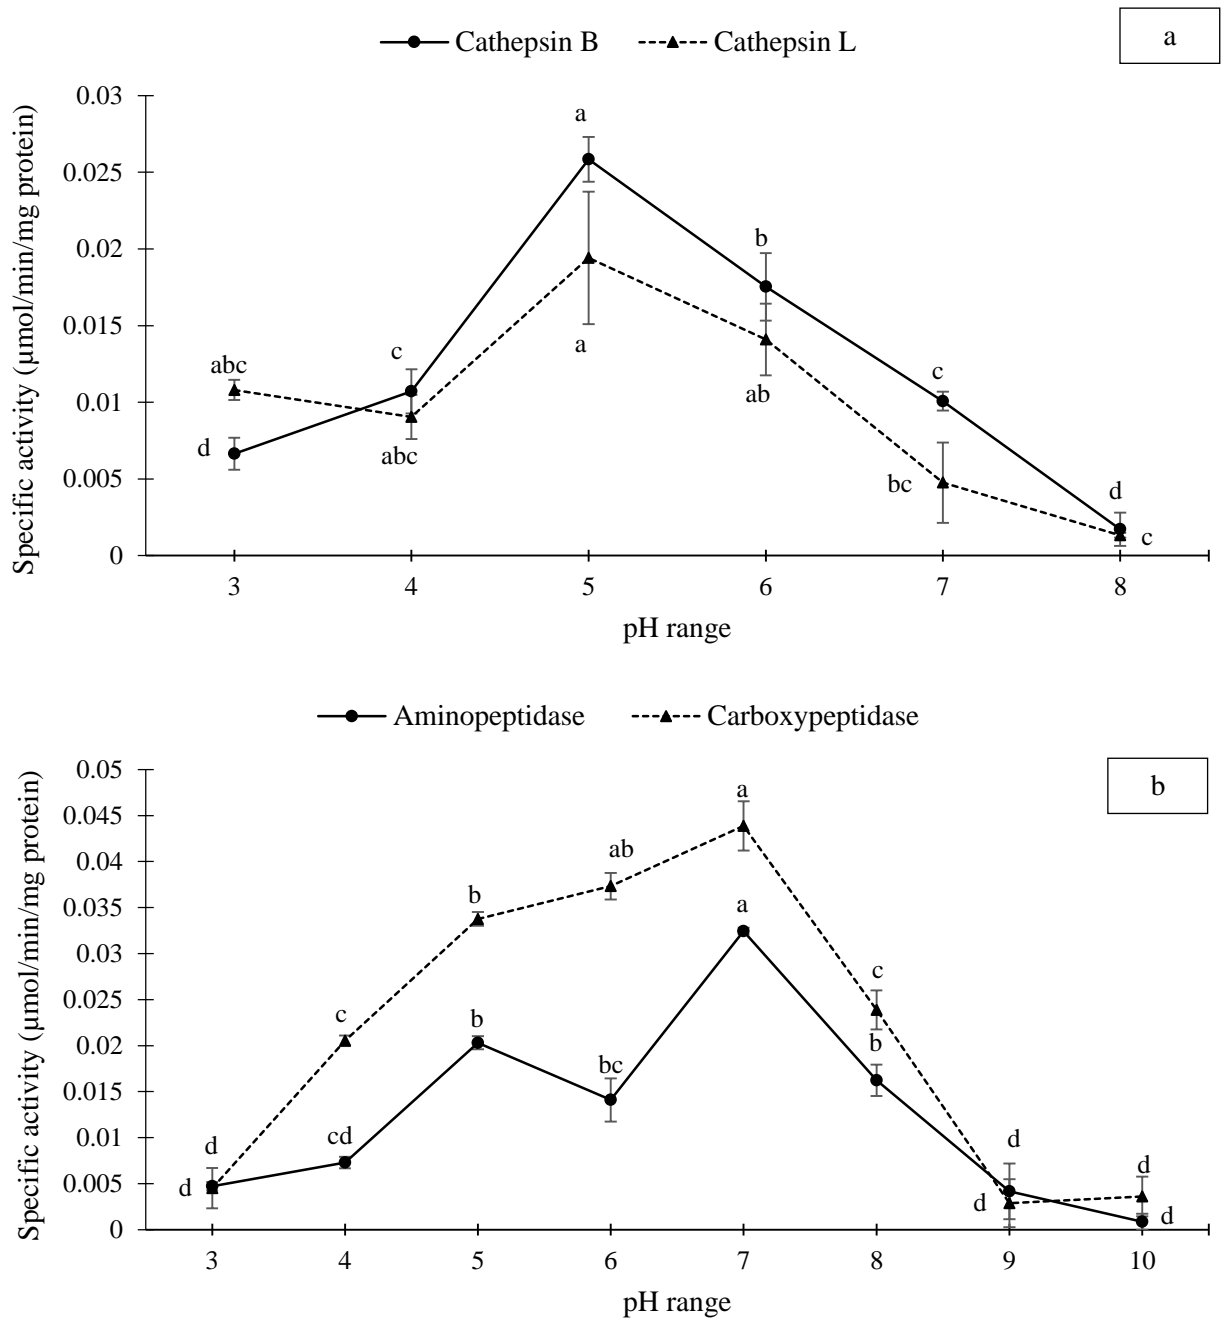 Cathepsin B Cathepsin L
a
Specific activity (µmol/min/mg protein)
0.03
0.025
0.02
0.015
0.01
0.005
0
a
b
abc
c
a
c
ab
d
abc
bc
d
c
3 4 5 6 7 8
pH range
Aminopeptidase Carboxypeptidase
b
Specific activity (µmol/min/mg protein)
0.05
0.045
0.04
0.035
0.03
0.025
0.02
0.015
0.01
0.005
0
a
ab
b
a
c
c
b
b
bc
cd
d
d
d
d
d
d
3 4 5 6 7 8 9 10
pH range